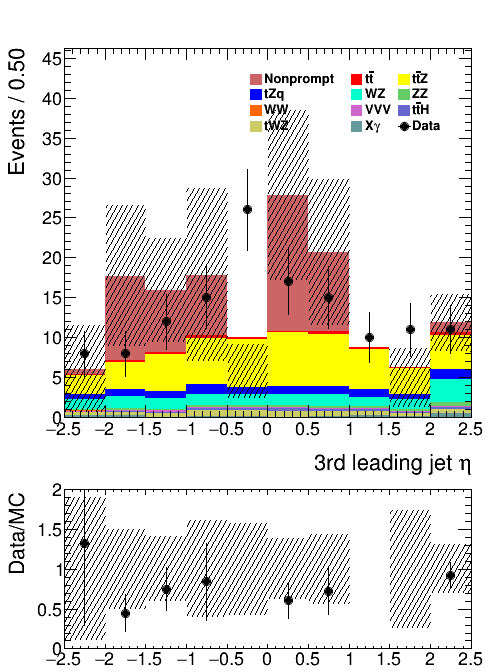 Events / 0.50
45
40
35
30
25
20
15
10
5
0
Nonprompt tt̄ tt̄Z
tZq WZ ZZ
WW VVV tt̄H
tWZ Xγ Data
−2.5 −2 −1.5 −1 −0.5 0 0.5 1 1.5 2 2.5
3rd leading jet η
Data/MC
2
1.5
1
0.5
0
−2.5 −2 −1.5 −1 −0.5 0 0.5 1 1.5 2 2.5